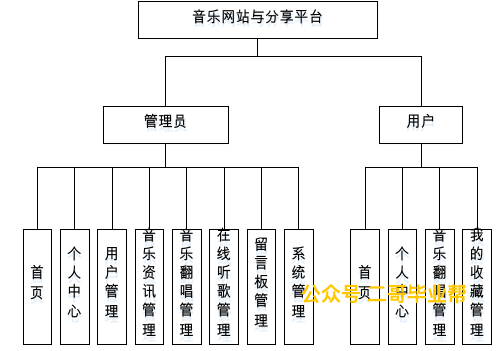 音乐网站与分享平台
管理员
用户
首页
个人中心
用户管理
音乐资讯管理
音乐翻唱管理
在线听歌管理
留言板管理
系统管理
首页
个人中心
音乐翻唱管理
我的收藏管理
公众号 二哥毕业帮